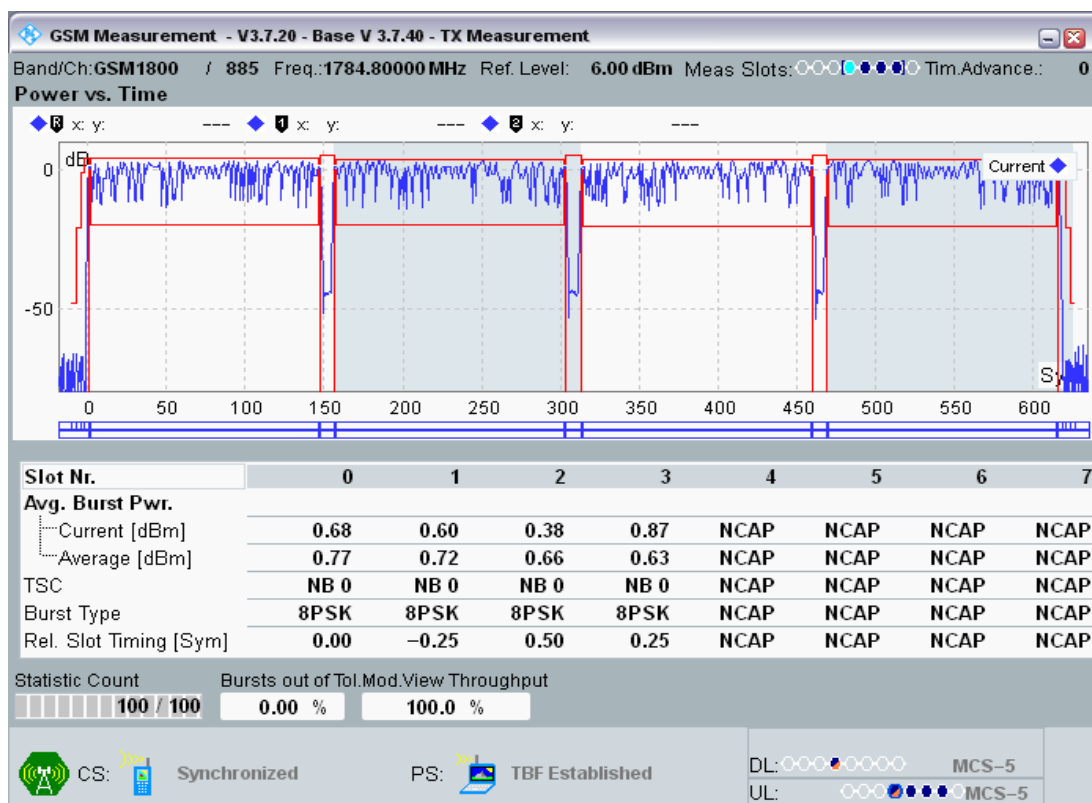 GSM Measurement - V3.7.20 - Base V 3.7.40 - TX Measurement
Band/Ch:GSM1800 / 885 Freq.:1784.80000 MHz Ref. Level: 6.00 dBm Meas Slots: Tim.Advance.: 0
Power vs. Time
R x: y: --- 1 x: y: --- 2 x: y: ---
dB
Current
0
-50
0 50 100 150 200 250 300 350 400 450 500 550 600
Slot Nr. 0 1 2 3 4 5 6 7
Avg. Burst Pwr.
Current [dBm] 0.68 0.60 0.38 0.87 NCAP NCAP NCAP NCAP
Average [dBm] 0.77 0.72 0.66 0.63 NCAP NCAP NCAP NCAP
TSC NB 0 NB 0 NB 0 NB 0 NCAP NCAP NCAP NCAP
Burst Type 8PSK 8PSK 8PSK 8PSK NCAP NCAP NCAP NCAP
Rel. Slot Timing [Sym] 0.00 −0.25 0.50 0.25 NCAP NCAP NCAP NCAP
Statistic Count Bursts out of Tol. Mod.View Throughput
100 / 100 0.00 % 100.0 %
CS: Synchronized PS: TBF Established DL: MCS−5
UL: MCS−5